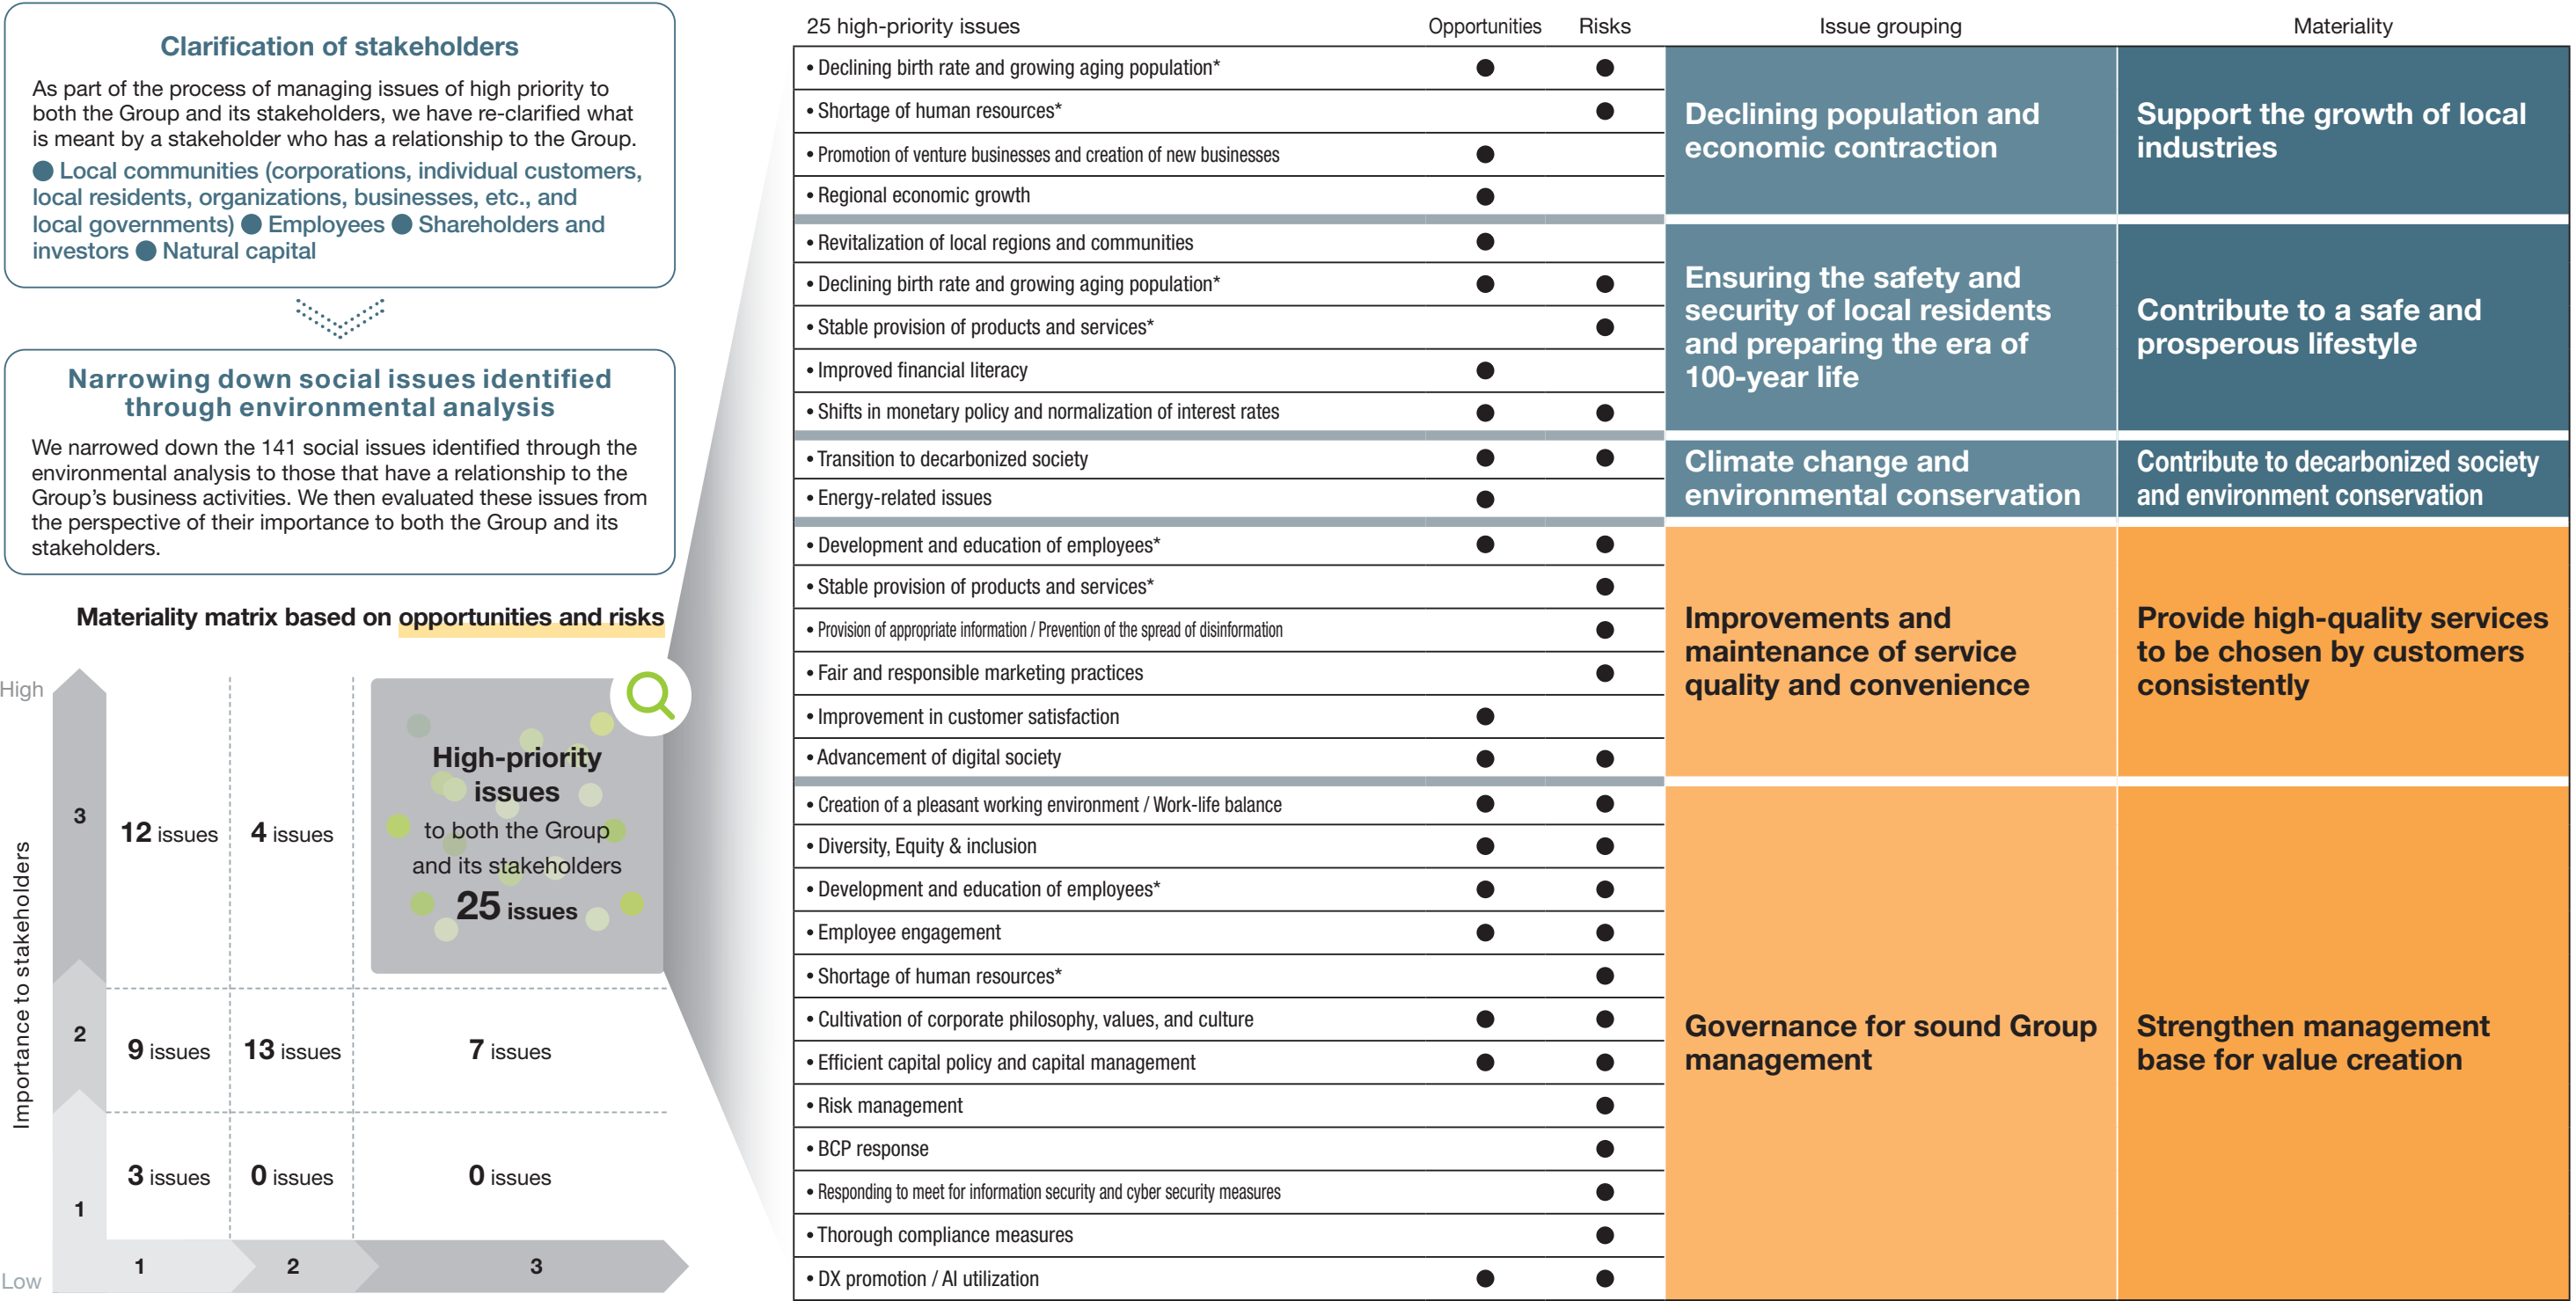 Clarification of stakeholders
As part of the process of managing issues of high priority to
both the Group and its stakeholders, we have re-clarified what
is meant by a stakeholder who has a relationship to the Group.
● Local communities (corporations, individual customers,
local residents, organizations, businesses, etc., and
local governments) ● Employees ● Shareholders and
investors ● Natural capital
Narrowing down social issues identified
through environmental analysis
We narrowed down the 141 social issues identified through the
environmental analysis to those that have a relationship to the
Group's business activities. We then evaluated these issues from
the perspective of their importance to both the Group and its
stakeholders.
Materiality matrix based on opportunities and risks
High
Importance to stakeholders
Low
3
12 issues
4 issues
High-priority
issues
to both the Group
and its stakeholders
25 issues
2
9 issues
13 issues
7 issues
1
3 issues
0 issues
0 issues
1
2
3
25 high-priority issues
Opportunities
Risks
Issue grouping
Materiality
• Declining birth rate and growing aging population* ● ●
• Shortage of human resources* ●
• Promotion of venture businesses and creation of new businesses ●
• Regional economic growth ●
Declining population and
economic contraction
Support the growth of local
industries
• Revitalization of local regions and communities ●
• Declining birth rate and growing aging population* ● ●
• Stable provision of products and services* ●
• Improved financial literacy ●
• Shifts in monetary policy and normalization of interest rates ● ●
Ensuring the safety and
security of local residents
and preparing the era of
100-year life
Contribute to a safe and
prosperous lifestyle
• Transition to decarbonized society ● ●
• Energy-related issues ●
Climate change and
environmental conservation
Contribute to decarbonized society
and environment conservation
• Development and education of employees* ● ●
• Stable provision of products and services* ●
• Provision of appropriate information / Prevention of the spread of disinformation ●
• Fair and responsible marketing practices ●
• Improvement in customer satisfaction ●
• Advancement of digital society ● ●
Improvements and
maintenance of service
quality and convenience
Provide high-quality services
to be chosen by customers
consistently
• Creation of a pleasant working environment / Work-life balance ● ●
• Diversity, Equity & inclusion ● ●
• Development and education of employees* ● ●
• Employee engagement ● ●
• Shortage of human resources* ●
• Cultivation of corporate philosophy, values, and culture ● ●
• Efficient capital policy and capital management ● ●
• Risk management ●
• BCP response ●
• Responding to meet for information security and cyber security measures ●
• Thorough compliance measures ●
• DX promotion / AI utilization ● ●
Governance for sound Group
management
Strengthen management
base for value creation